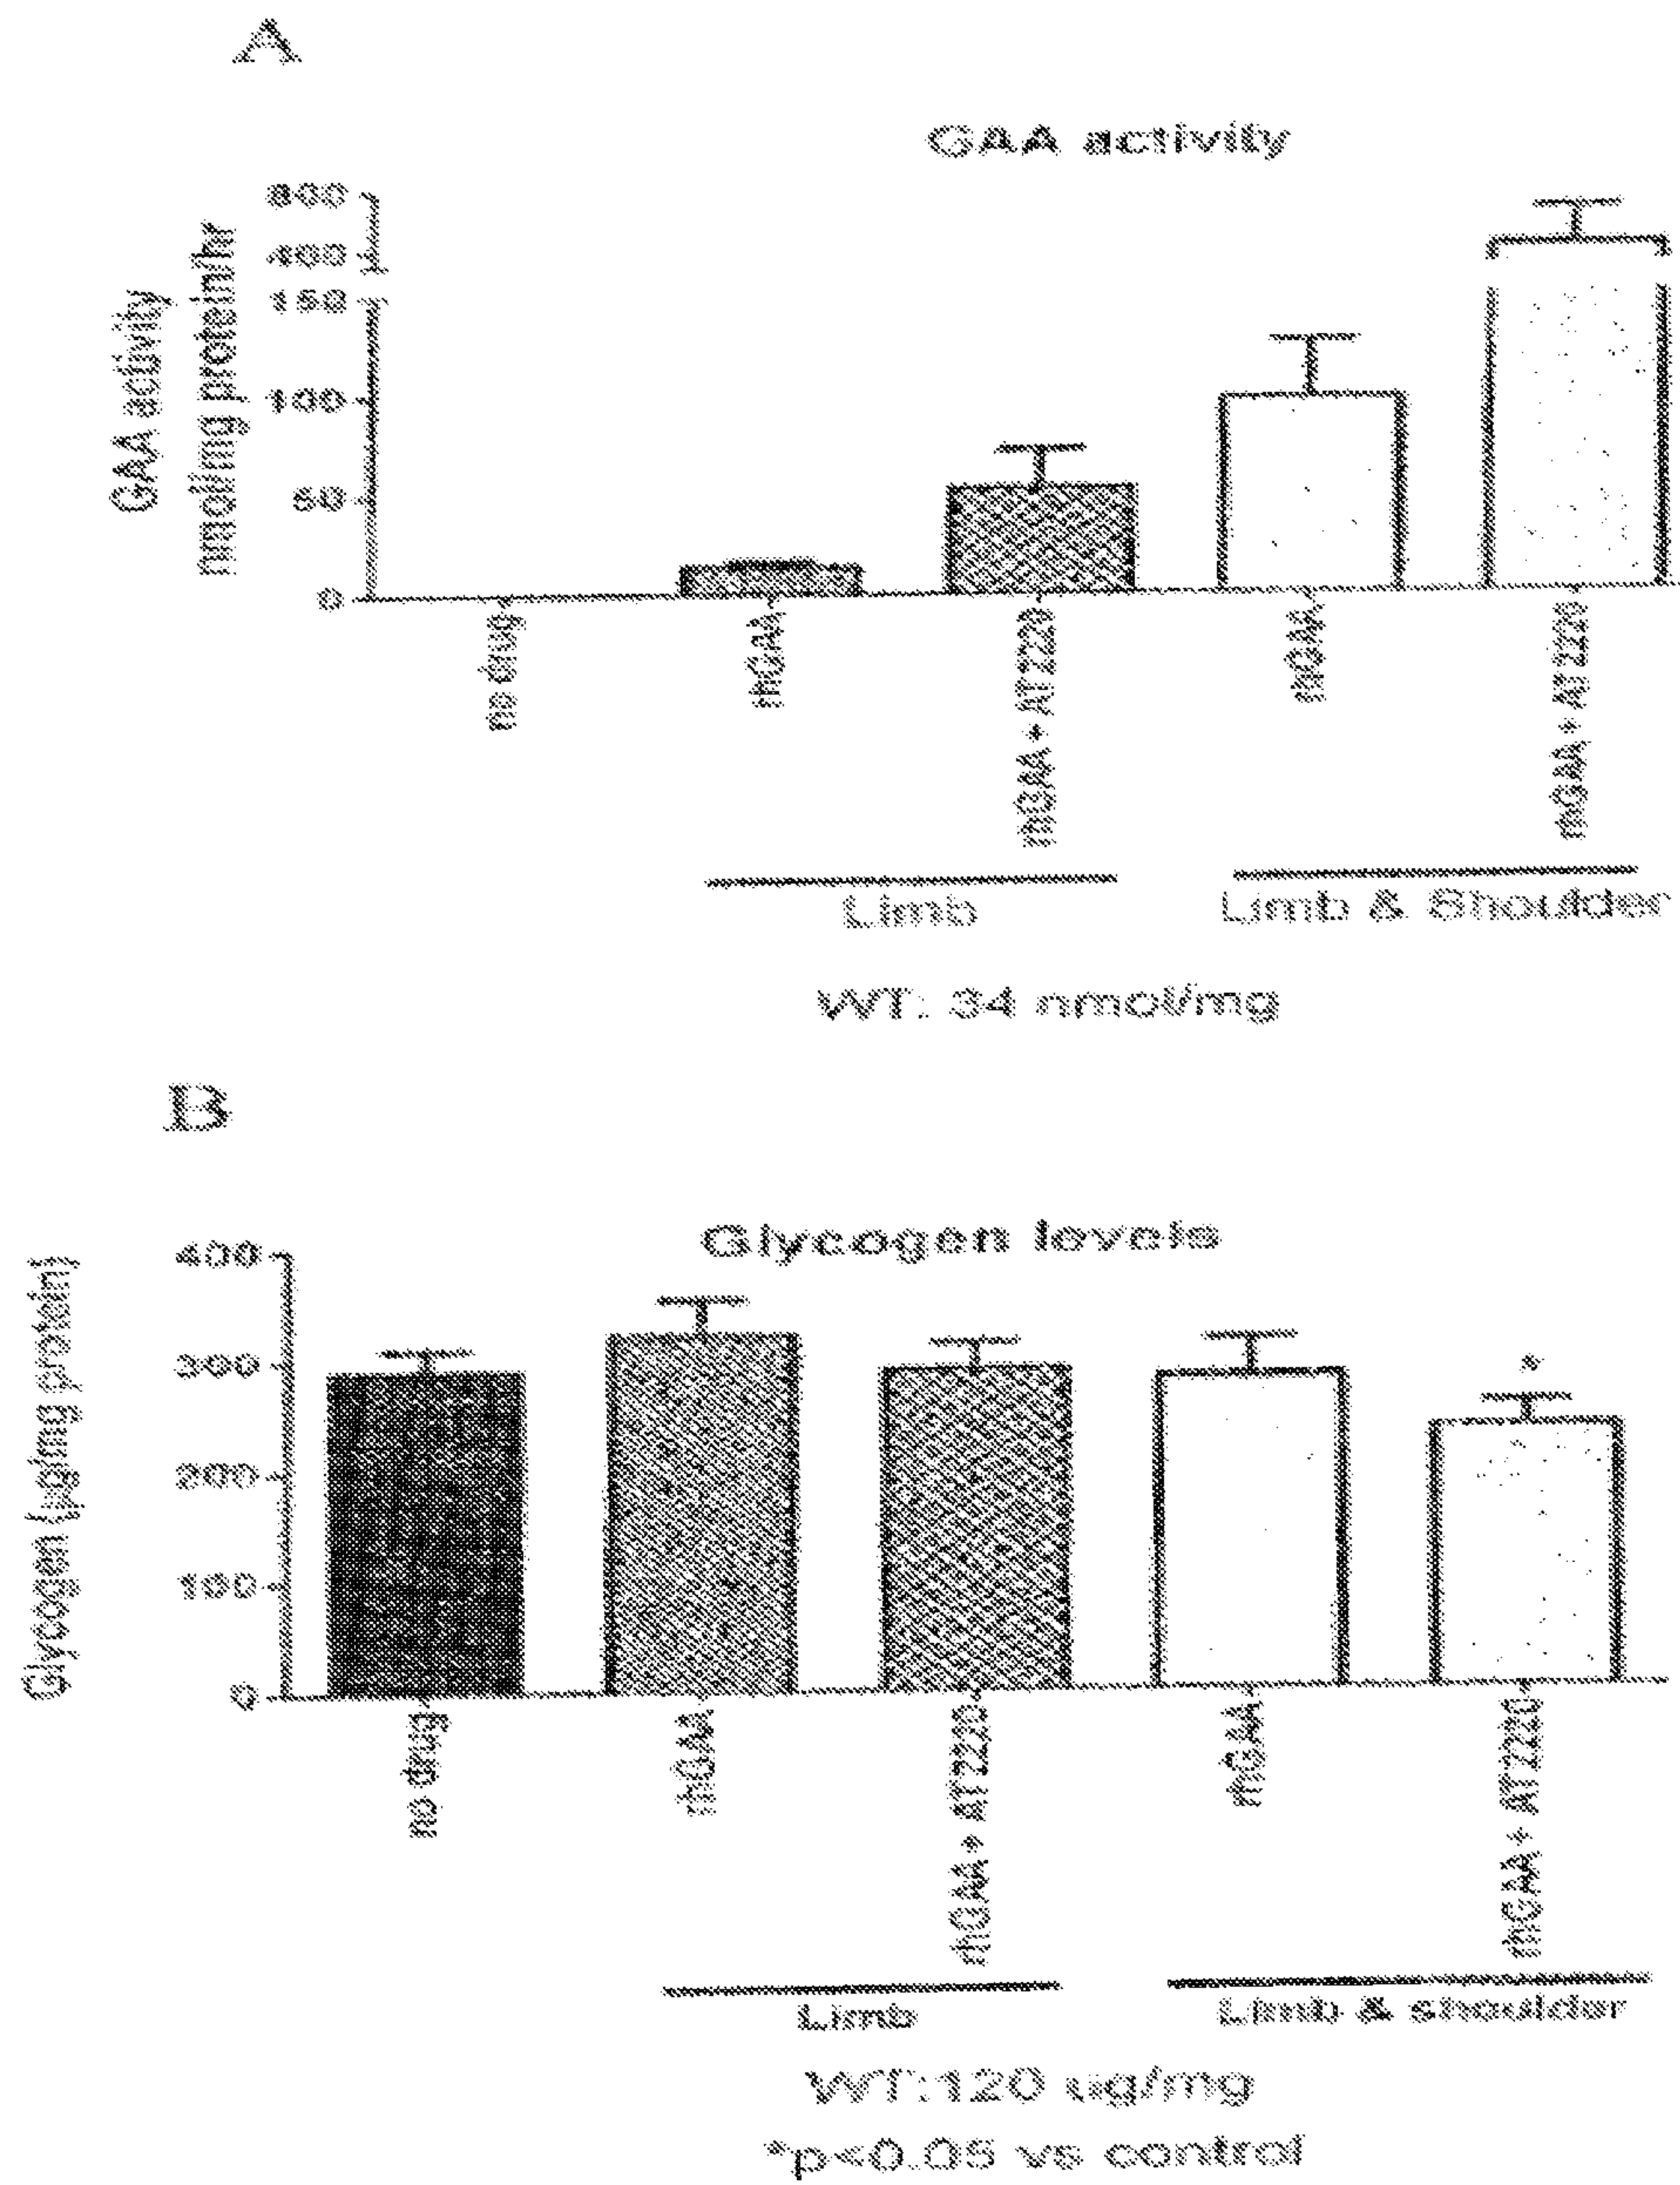 A
GAA activity
GAA activity
nmol/mg protein/hr
800
400
150
100
50
0
no drug
rhGAA
rhGAA + AT2220
rhGAA
rhGAA + AT2220
Limb
Limb & Shoulder
WT: 34 nmol/mg
B
Glycogen levels
Glycogen (µg/mg protein)
400
300
200
100
0
no drug
rhGAA
rhGAA + AT2220
rhGAA
rhGAA + AT2220
*
Limb
Limb & shoulder
WT:120 ug/mg
*p<0.05 vs control